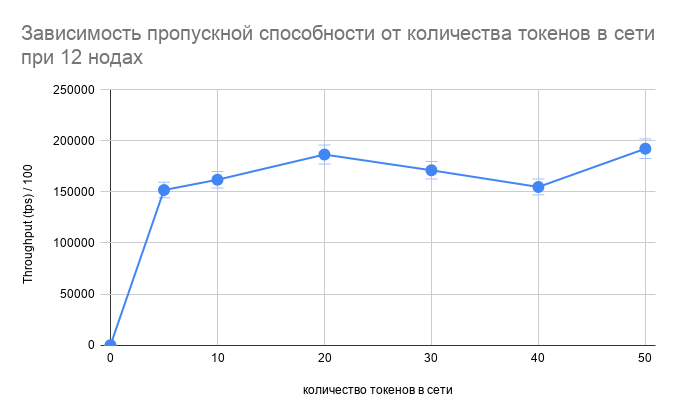 Зависимость пропускной способности от количества токенов в сети
при 12 нодах
250000
200000
150000
100000
50000
0
Throughput (tps) / 100
0 10 20 30 40 50
количество токенов в сети